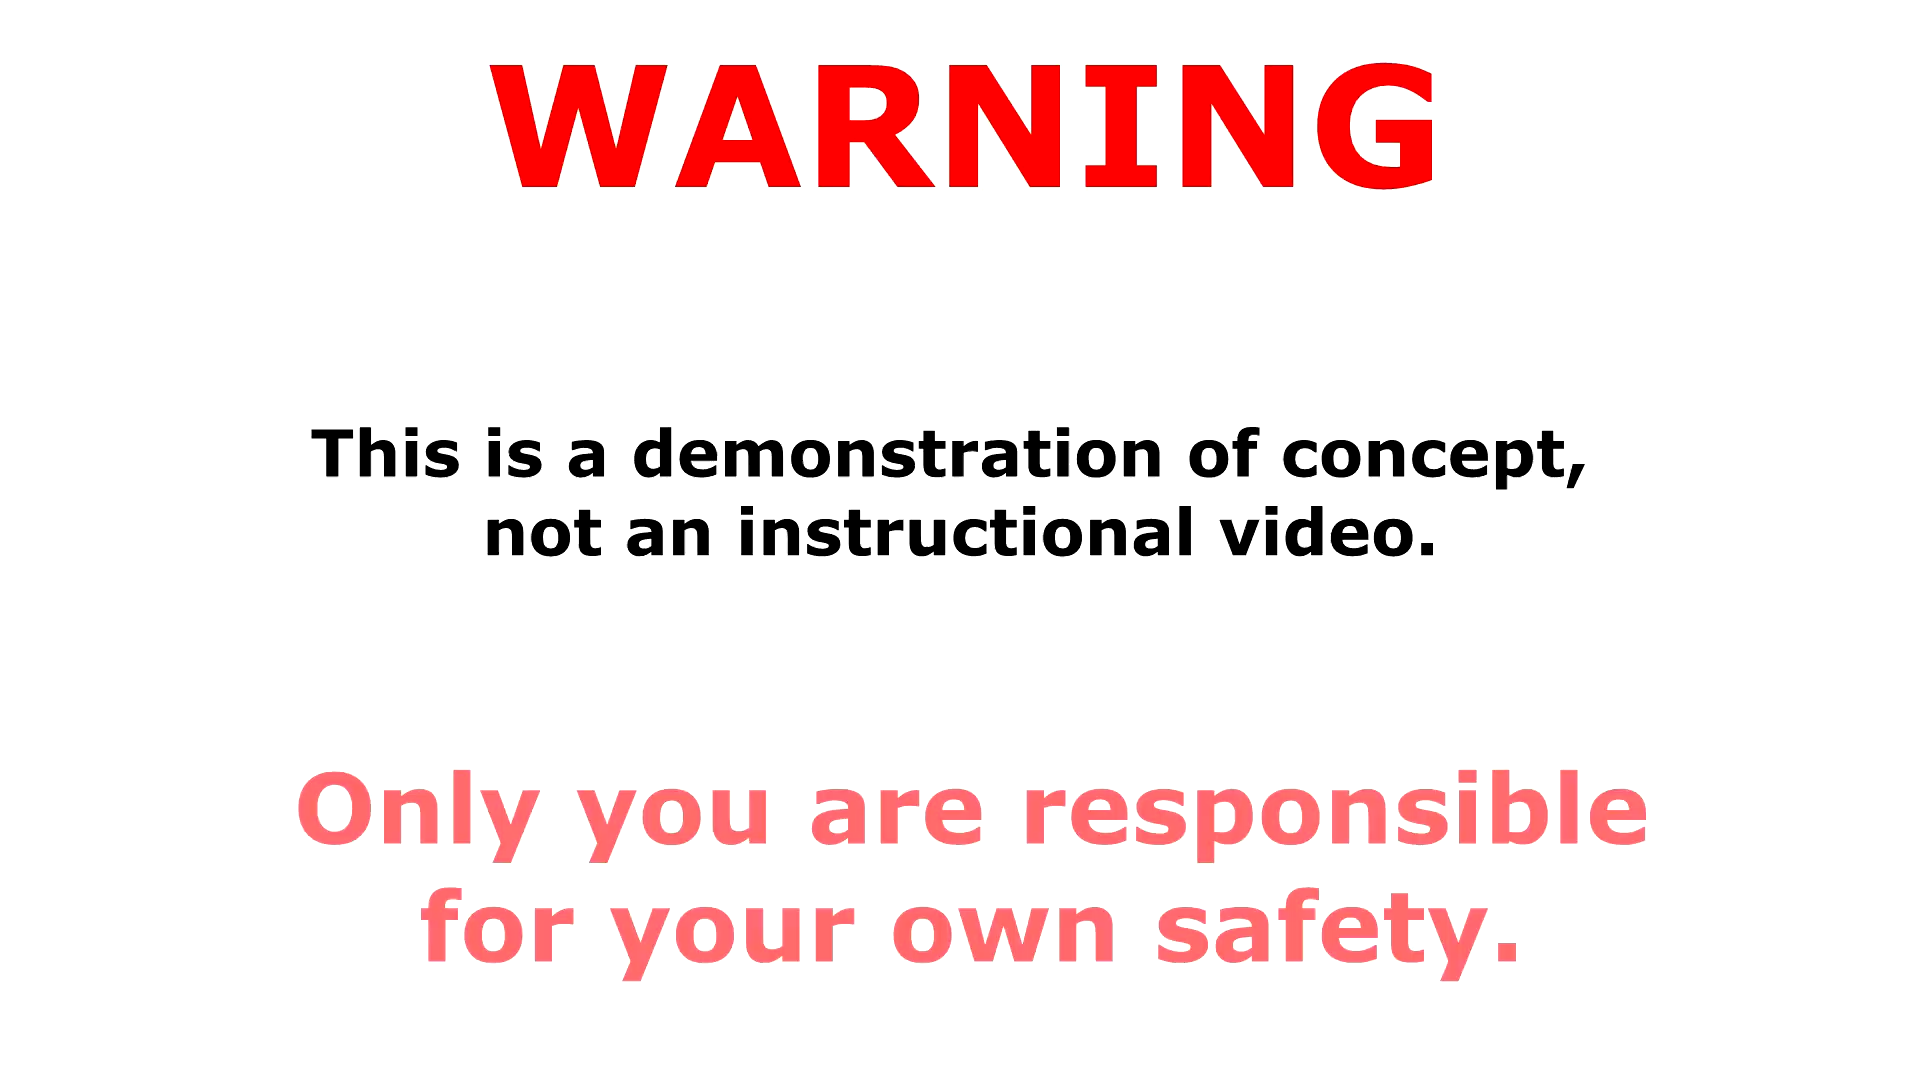 WARNING
This is a demonstration of concept,
not an instructional video.
Only you are responsible
for your own safety.